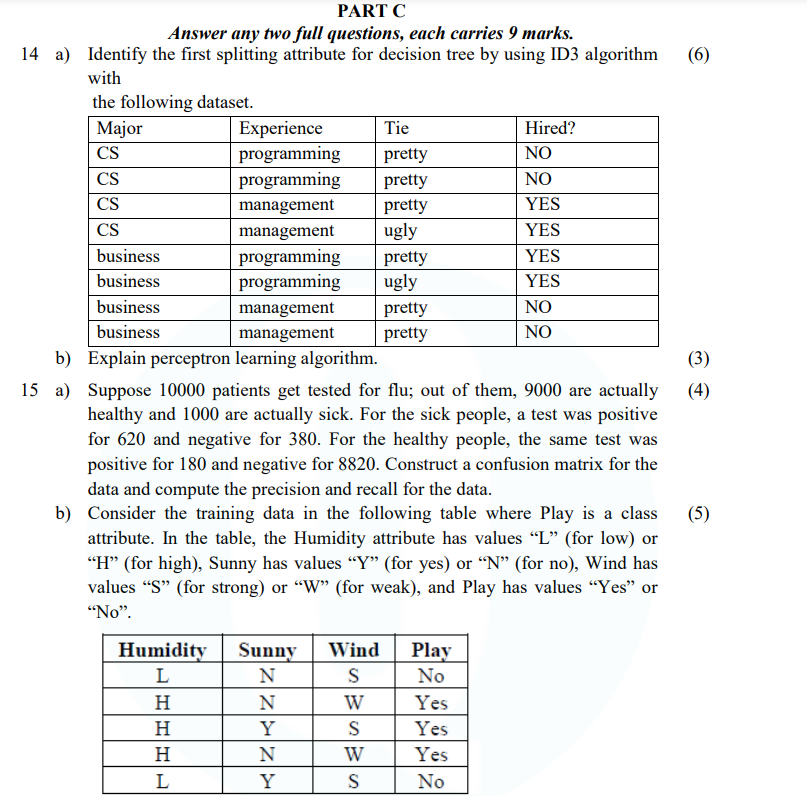 PART C
Answer any two full questions, each carries 9 marks.
14 a) Identify the first splitting attribute for decision tree by using ID3 algorithm (6)
with
the following dataset.
Major Experience Tie Hired?
CS programming pretty NO
CS programming pretty NO
CS management pretty YES
CS management ugly YES
business programming pretty YES
business programming ugly YES
business management pretty NO
business management pretty NO
b) Explain perceptron learning algorithm. (3)
15 a) Suppose 10000 patients get tested for flu; out of them, 9000 are actually (4)
healthy and 1000 are actually sick. For the sick people, a test was positive
for 620 and negative for 380. For the healthy people, the same test was
positive for 180 and negative for 8820. Construct a confusion matrix for the
data and compute the precision and recall for the data.
b) Consider the training data in the following table where Play is a class (5)
attribute. In the table, the Humidity attribute has values “L” (for low) or
“H” (for high), Sunny has values “Y” (for yes) or “N” (for no), Wind has
values “S” (for strong) or “W” (for weak), and Play has values “Yes” or
“No”.
Humidity Sunny Wind Play
L N S No
H N W Yes
H Y S Yes
H N W Yes
L Y S No